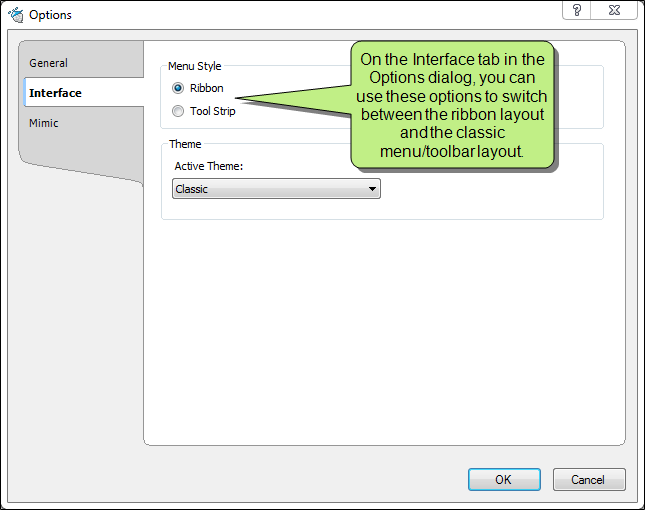 Options
?
General
Interface
Mimic
Menu Style
Ribbon
Tool Strip
On the Interface tab in the
Options dialog, you can
use these options to switch
between the ribbon layout
and the classic
menu/toolbar layout.
Theme
Active Theme:
Classic
OK
Cancel